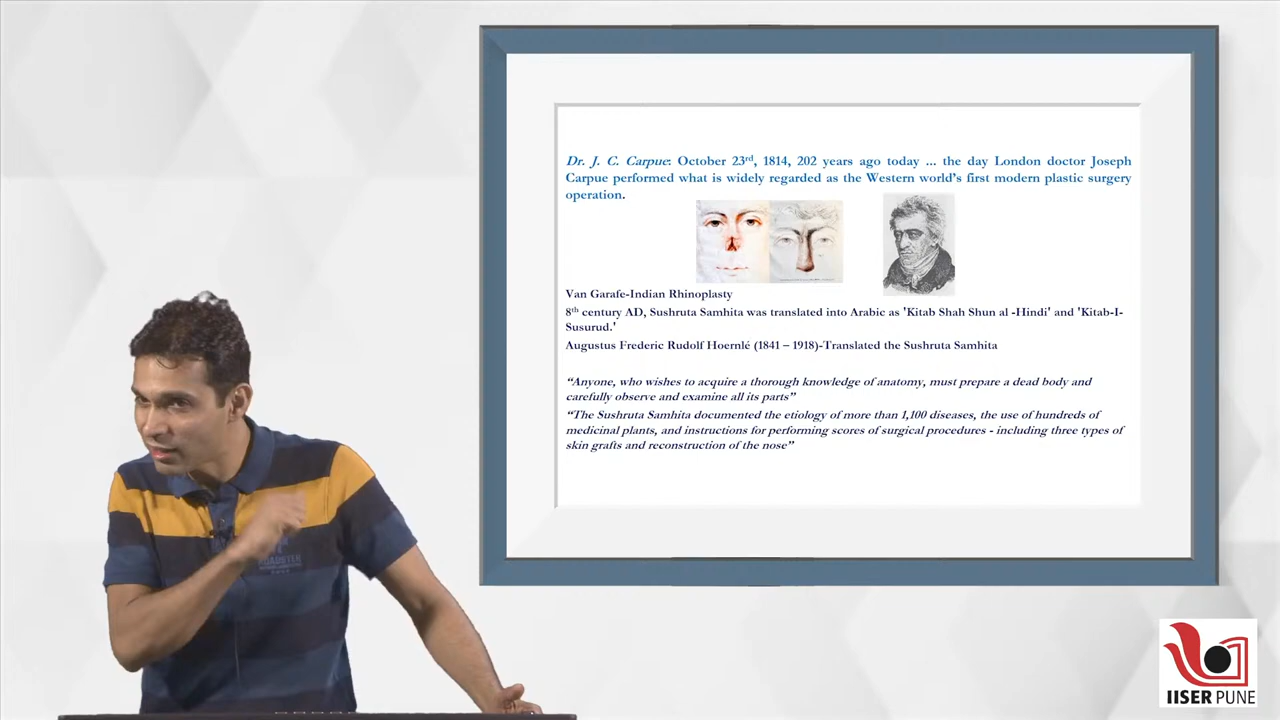 Dr. J. C. Carpue: October 23rd, 1814, 202 years ago today ... the day London doctor Joseph
Carpue performed what is widely regarded as the Western world's first modern plastic surgery
operation.
Van Garafe-Indian Rhinoplasty
8th century AD, Sushruta Samhita was translated into Arabic as 'Kitab Shah Shun al -Hindi' and 'Kitab-I-
Susurud.'
Augustus Frederic Rudolf Hoernlé (1841 – 1918)-Translated the Sushruta Samhita
“Anyone, who wishes to acquire a thorough knowledge of anatomy, must prepare a dead body and
carefully observe and examine all its parts”
“The Sushruta Samhita documented the etiology of more than 1,100 diseases, the use of hundreds of
medicinal plants, and instructions for performing scores of surgical procedures - including three types of
skin grafts and reconstruction of the nose”
ROADSTER
IISER PUNE